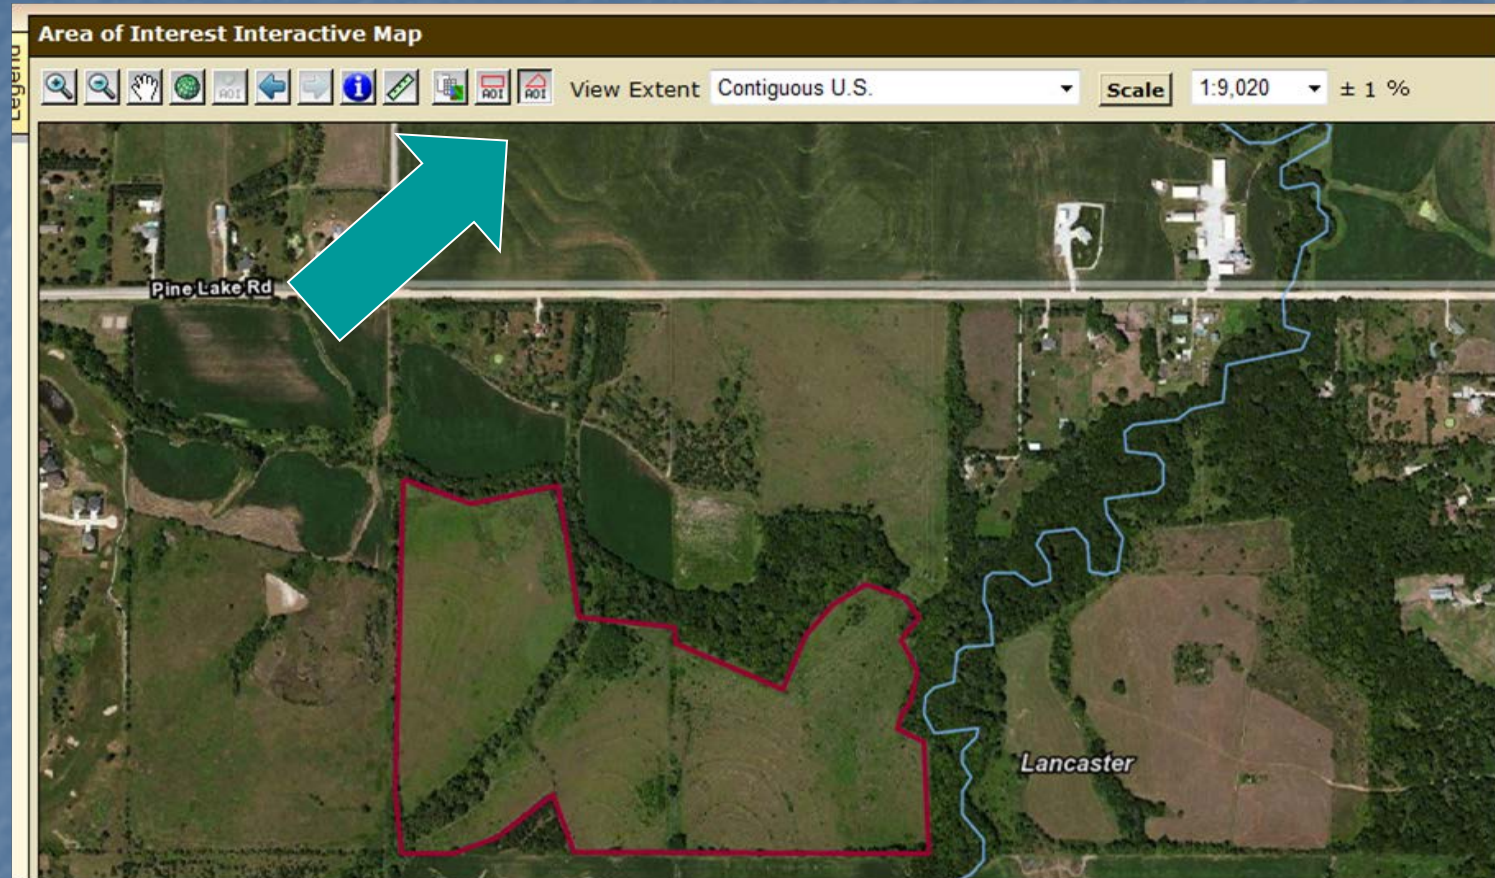 Legend
Area of Interest Interactive Map
AOI
AOI
AOI
View Extent
Contiguous U.S.
Scale
1:9,020
± 1 %
Pine Lake Rd
Lancaster